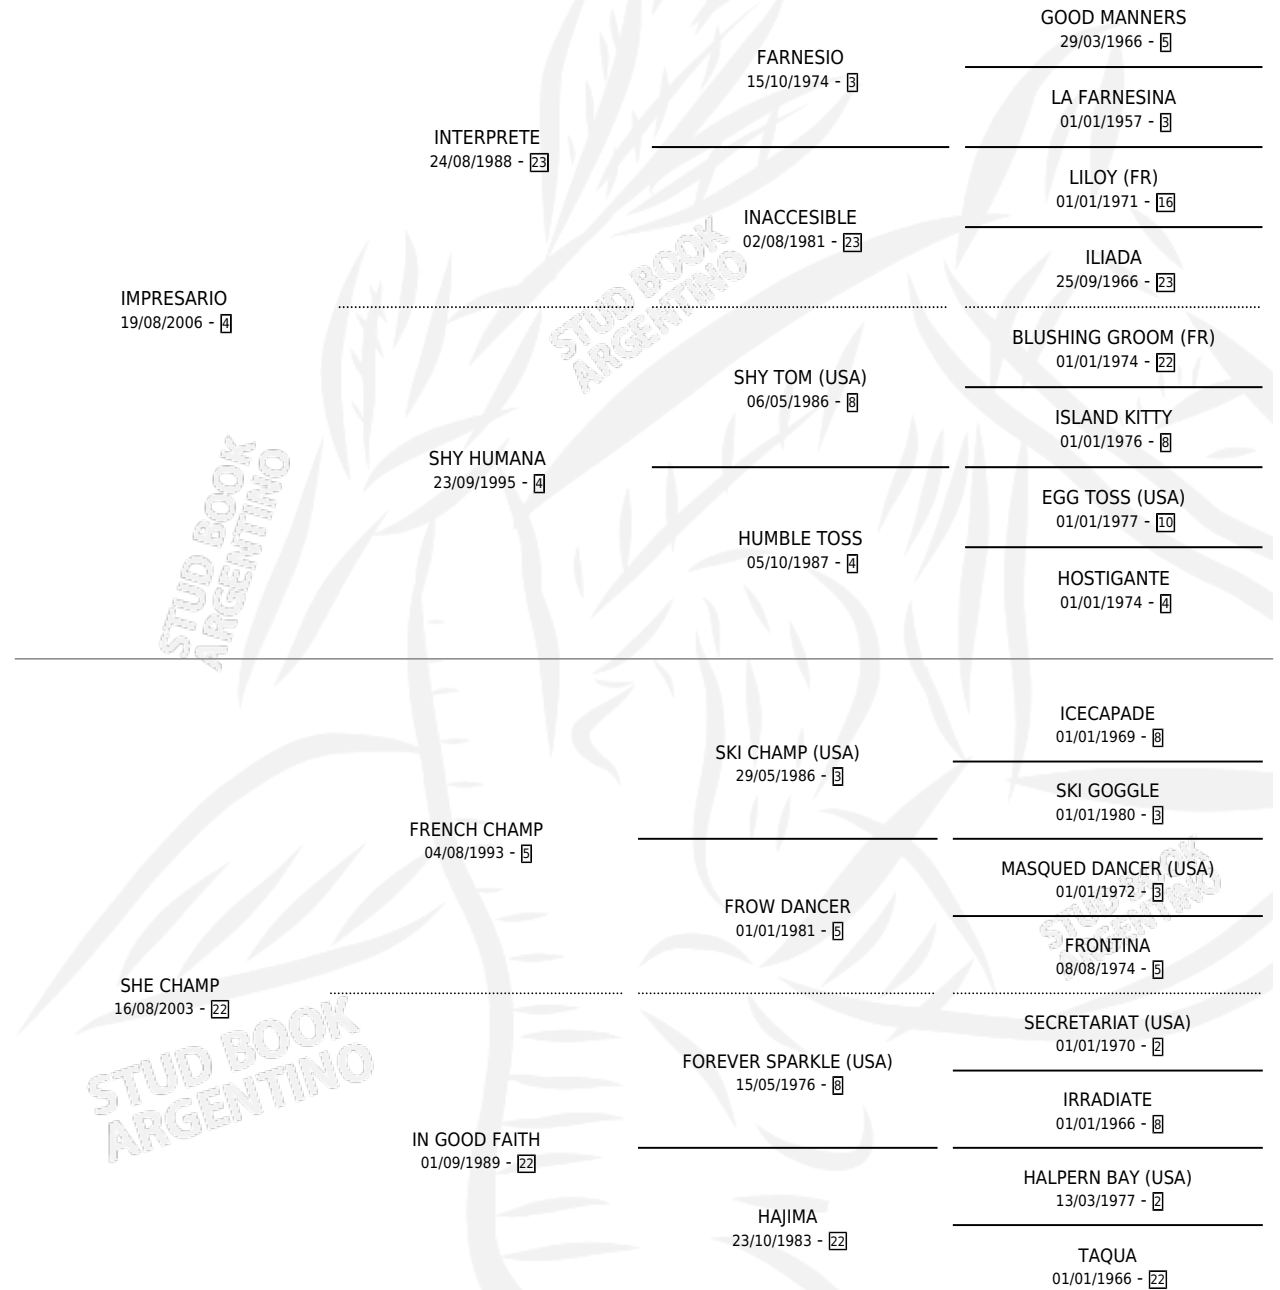 GOOD MANNERS
29/03/1966 - 5
FARNESIO
15/10/1974 - 3
LA FARNESINA
01/01/1957 - 3
INTERPRETE
24/08/1988 - 23
LILOY (FR)
01/01/1971 - 16
INACCESIBLE
02/08/1981 - 23
ILIADA
25/09/1966 - 23
IMPRESARIO
19/08/2006 - 4
BLUSHING GROOM (FR)
01/01/1974 - 22
SHY TOM (USA)
06/05/1986 - 8
ISLAND KITTY
01/01/1976 - 8
SHY HUMANA
23/09/1995 - 4
EGG TOSS (USA)
01/01/1977 - 10
HUMBLE TOSS
05/10/1987 - 4
HOSTIGANTE
01/01/1974 - 4
STUD BOOK
ARGENTINO
STUD BOOK
ARGENTINO
ICECAPADE
01/01/1969 - 8
SKI CHAMP (USA)
29/05/1986 - 3
SKI GOGGLE
01/01/1980 - 3
FRENCH CHAMP
04/08/1993 - 5
MASQUED DANCER (USA)
01/01/1972 - 3
FROW DANCER
01/01/1981 - 5
FRONTINA
08/08/1974 - 5
SHE CHAMP
16/08/2003 - 22
SECRETARIAT (USA)
01/01/1970 - 2
FOREVER SPARKLE (USA)
15/05/1976 - 8
IRRADIATE
01/01/1966 - 8
IN GOOD FAITH
01/09/1989 - 22
HALPERN BAY (USA)
13/03/1977 - 2
HAJIMA
23/10/1983 - 22
TAQUA
01/01/1966 - 22
STUD BOOK
ARGENTINO
STUD BOOK
ARGENTINO